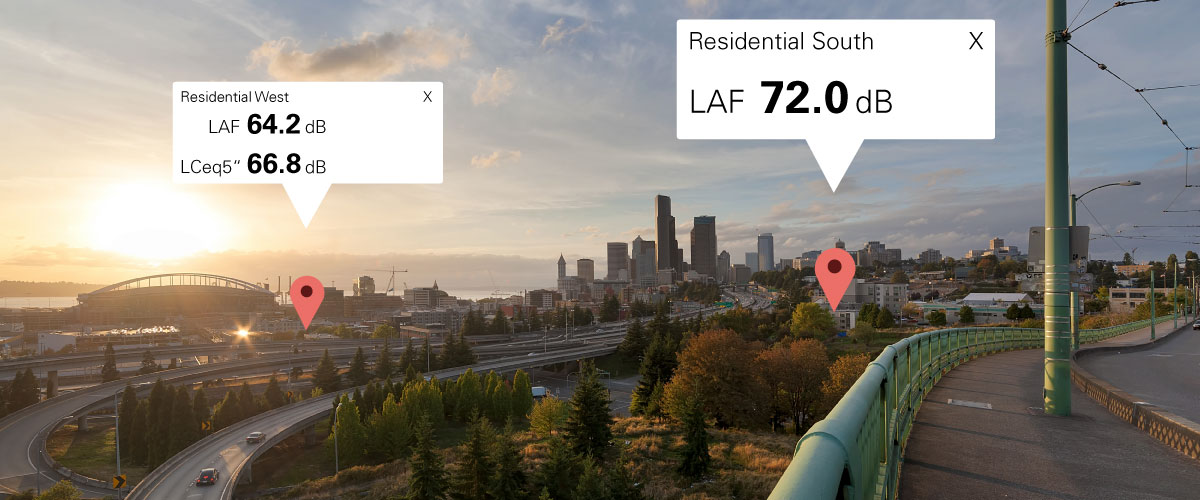 Residential West X
LAF 64.2 dB
LCeq5“ 66.8 dB
Residential South X
LAF 72.0 dB